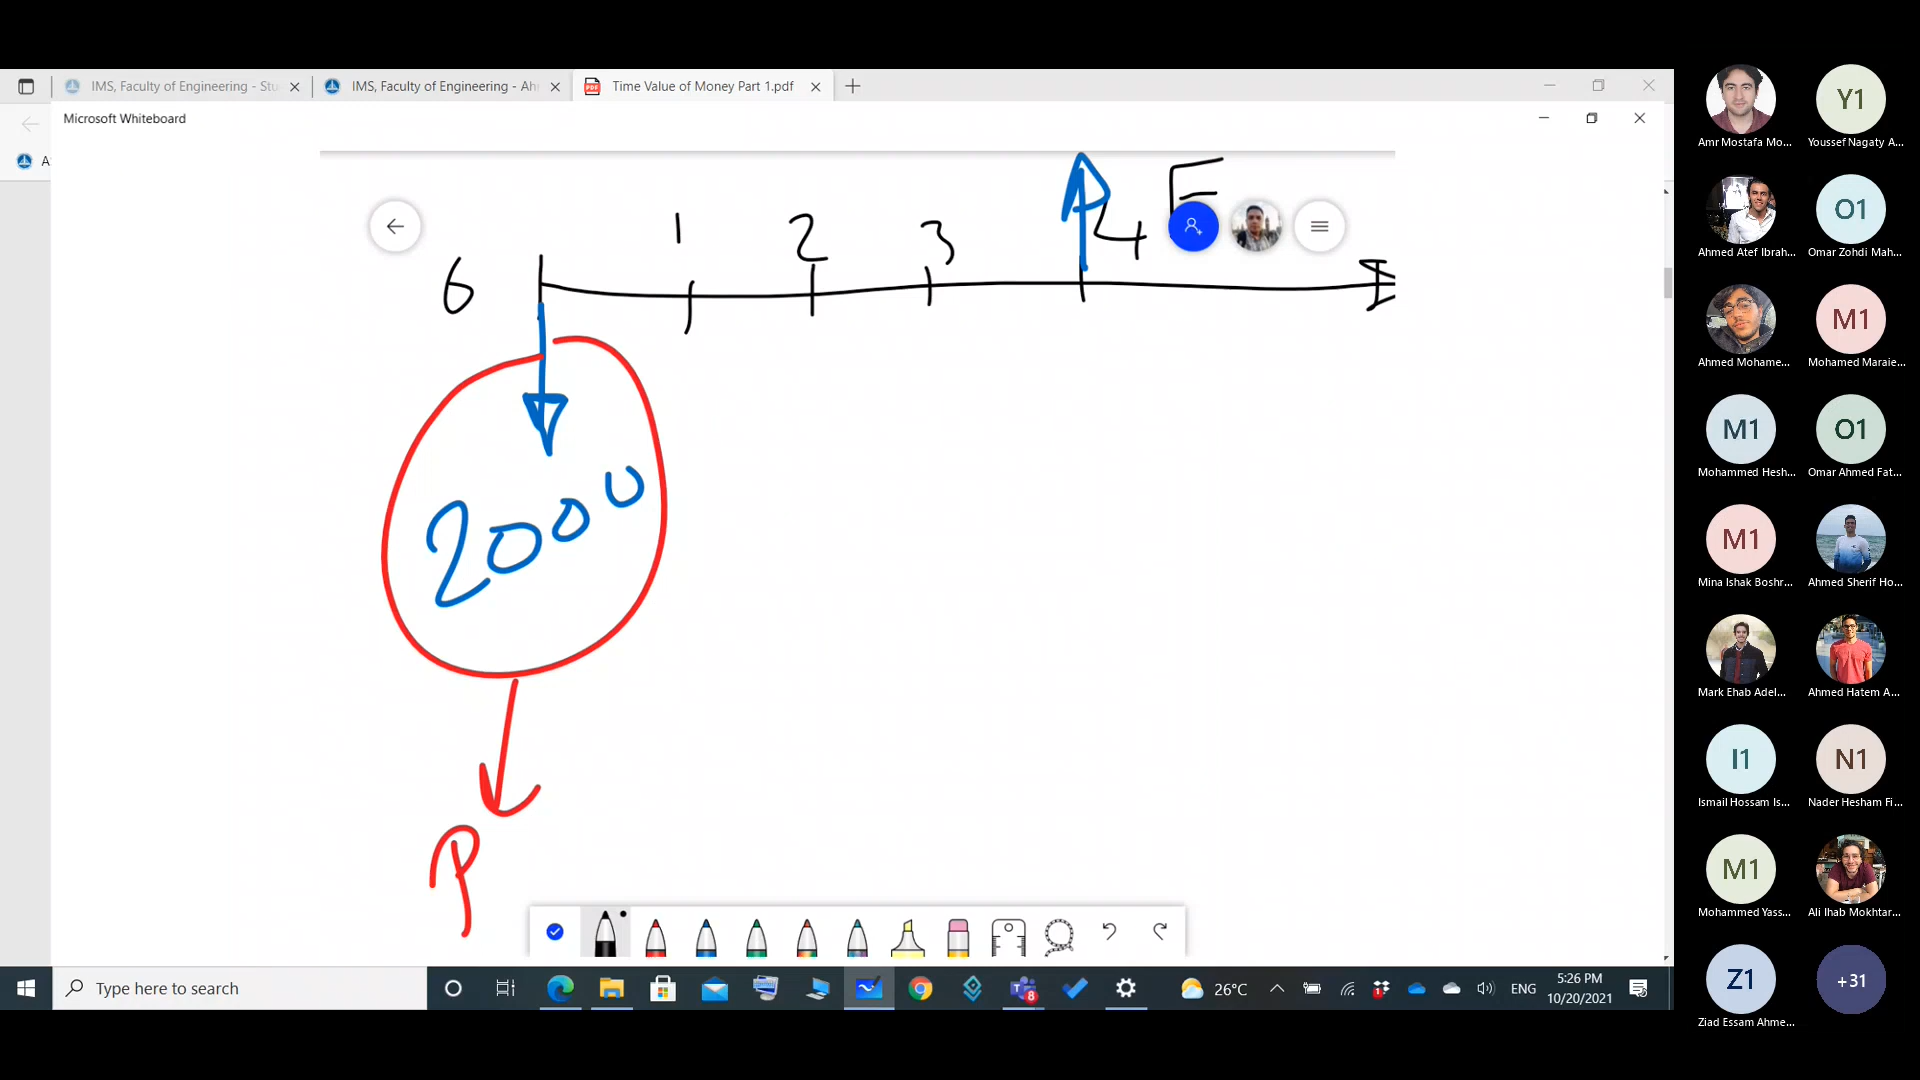 IMS, Faculty of Engineering - Stu
IMS, Faculty of Engineering - Ah
Time Value of Money Part 1.pdf
Microsoft Whiteboard
A
1 2 3 4 F
2000
P
Type here to search
26°C
ENG
5:26 PM
10/20/2021
8
1
Amr Mostafa Mo...
Y1
Youssef Nagaty A...
Ahmed Atef Ibrah...
O1
Omar Zohdi Mah...
Ahmed Mohame...
M1
Mohamed Maraie...
M1
Mohammed Hesh...
O1
Omar Ahmed Fat...
M1
Mina Ishak Boshr...
Ahmed Sherif Ho...
Mark Ehab Adel...
Ahmed Hatem A...
I1
Ismail Hossam Is...
N1
Nader Hesham Fi...
M1
Mohammed Yass...
Ali Ihab Mokhtar...
Z1
Ziad Essam Ahme...
+31